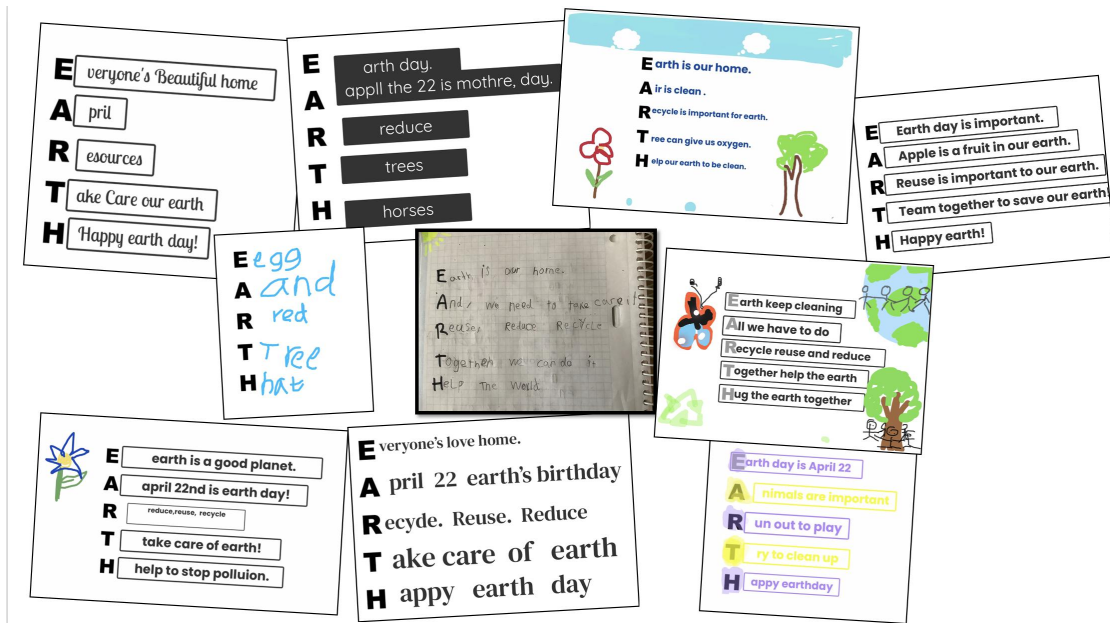 E veryone's Beautiful home
A pril
R esources
T ake Care our earth
H Happy earth day!
E arth day.
A appll the 22 is mothre, day.
R reduce
T trees
H horses
E arth is our home.
A ir is clean .
R ecycle is important for earth.
T ree can give us oxygen.
H elp our earth to be clean.
E Earth day is important.
A Apple is a fruit in our earth.
R Reuse is important to our earth.
T Team together to save our earth!
H Happy earth!
E egg
A and
R red
T Tree
H hat
Earth is our home.
And, we need to take care it
Reuse, Reduce Recycle
Together we can do it
Help The World
Earth keep cleaning
All we have to do
Recycle reuse and reduce
Together help the earth
Hug the earth together
E earth is a good planet.
A april 22nd is earth day!
R reduce,reuse, recycle
T take care of earth!
H help to stop polluion.
E veryone's love home.
A pril 22 earth's birthday
R ecyde. Reuse. Reduce
T ake care of earth
H appy earth day
E arth day is April 22
A nimals are important
R un out to play
T ry to clean up
H appy earthday